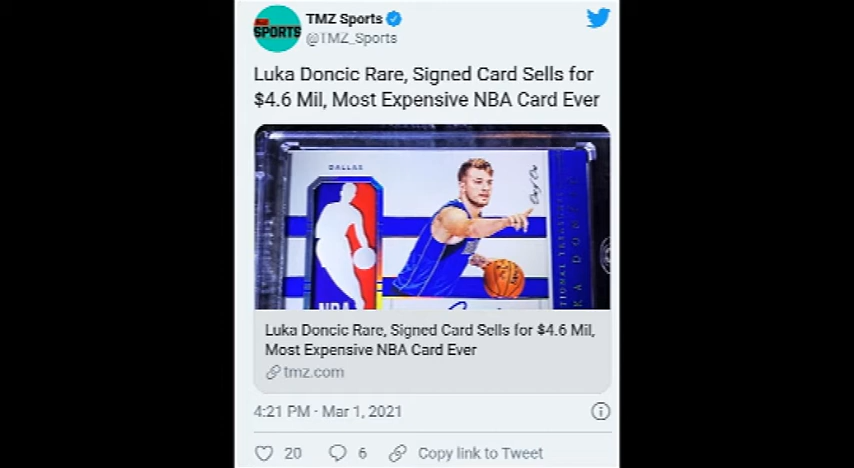 SPORTS
TMZ Sports
@TMZ_Sports
Luka Doncic Rare, Signed Card Sells for
$4.6 Mil, Most Expensive NBA Card Ever
DALLAS
NBA
Luka Doncic Rare, Signed Card Sells for $4.6 Mil,
Most Expensive NBA Card Ever
tmz.com
4:21 PM · Mar 1, 2021
20
6
Copy link to Tweet